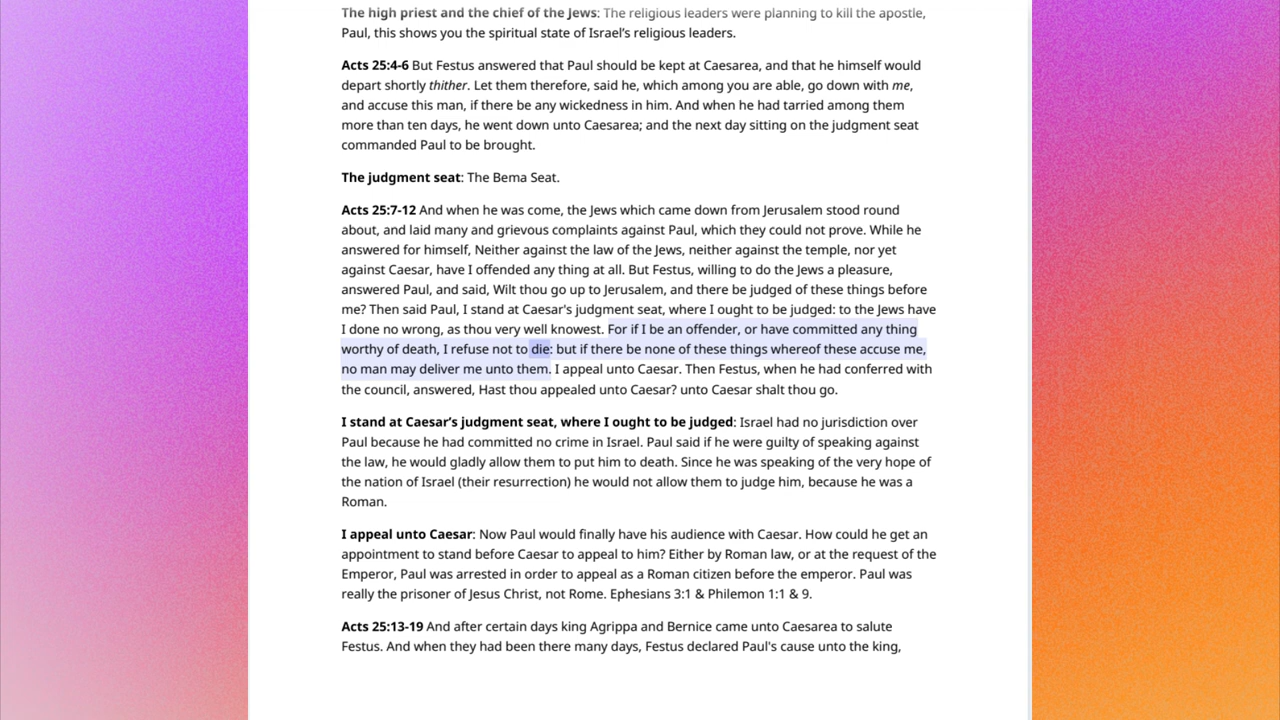 The high priest and the chief of the Jews: The religious leaders were planning to kill the apostle,
Paul, this shows you the spiritual state of Israel’s religious leaders.
Acts 25:4-6 But Festus answered that Paul should be kept at Caesarea, and that he himself would
depart shortly thither. Let them therefore, said he, which among you are able, go down with me,
and accuse this man, if there be any wickedness in him. And when he had tarried among them
more than ten days, he went down unto Caesarea; and the next day sitting on the judgment seat
commanded Paul to be brought.
The judgment seat: The Bema Seat.
Acts 25:7-12 And when he was come, the Jews which came down from Jerusalem stood round
about, and laid many and grievous complaints against Paul, which they could not prove. While he
answered for himself, Neither against the law of the Jews, neither against the temple, nor yet
against Caesar, have I offended any thing at all. But Festus, willing to do the Jews a pleasure,
answered Paul, and said, Wilt thou go up to Jerusalem, and there be judged of these things before
me? Then said Paul, I stand at Caesar's judgment seat, where I ought to be judged: to the Jews have
I done no wrong, as thou very well knowest. For if I be an offender, or have committed any thing
worthy of death, I refuse not to die: but if there be none of these things whereof these accuse me,
no man may deliver me unto them. I appeal unto Caesar. Then Festus, when he had conferred with
the council, answered, Hast thou appealed unto Caesar? unto Caesar shalt thou go.
I stand at Caesar’s judgment seat, where I ought to be judged: Israel had no jurisdiction over
Paul because he had committed no crime in Israel. Paul said if he were guilty of speaking against
the law, he would gladly allow them to put him to death. Since he was speaking of the very hope of
the nation of Israel (their resurrection) he would not allow them to judge him, because he was a
Roman.
I appeal unto Caesar: Now Paul would finally have his audience with Caesar. How could he get an
appointment to stand before Caesar to appeal to him? Either by Roman law, or at the request of the
Emperor, Paul was arrested in order to appeal as a Roman citizen before the emperor. Paul was
really the prisoner of Jesus Christ, not Rome. Ephesians 3:1 & Philemon 1:1 & 9.
Acts 25:13-19 And after certain days king Agrippa and Bernice came unto Caesarea to salute
Festus. And when they had been there many days, Festus declared Paul's cause unto the king,